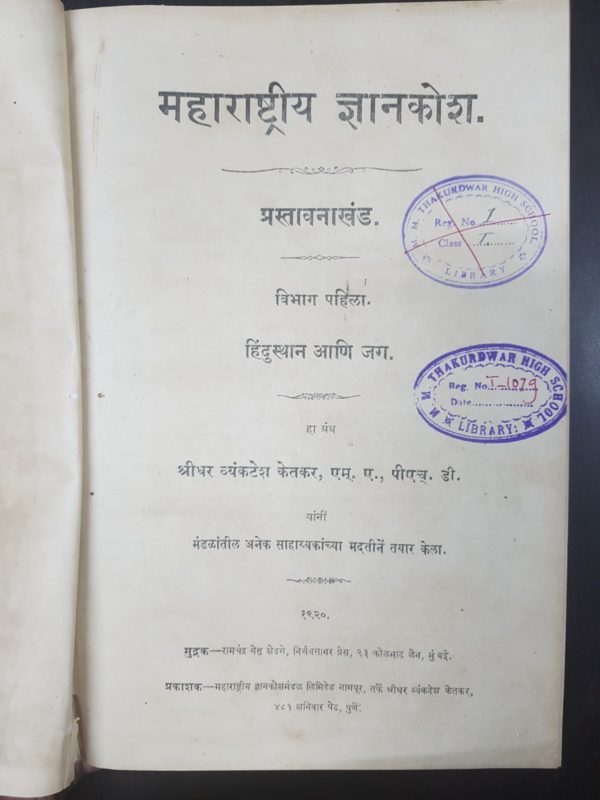 महाराष्ट्रीय ज्ञानकोश.
प्रस्तावनाखंड.
M. M. THAKURDWAR HIGH SCHOOL
Reg. No. 1
Class I.
LIBRARY
विभाग पहिला.
हिंदुस्थान आणि जग.
M. M. THAKURDWAR HIGH SCHOOL
Reg. No. I-1079
Date
LIBRARY:
हा ग्रंथ
श्रीधर व्यंकटेश केतकर, एम्. ए., पीएच्. डी.
यांनीं
मंडळांतील अनेक साहाय्यकांच्या मदतीनें तयार केला.
१९२०.
मुद्रक—रामचंद्र येसु शेडगे, निर्णयसागर प्रेस, २३ कोलभाट लेन, मुंबई.
प्रकाशक—महाराष्ट्रीय ज्ञानकोशमंडळ लिमिटेड नागपूर, तर्फे श्रीधर व्यंकटेश केतकर,
४८१ शनिवार पेठ, पुणें.